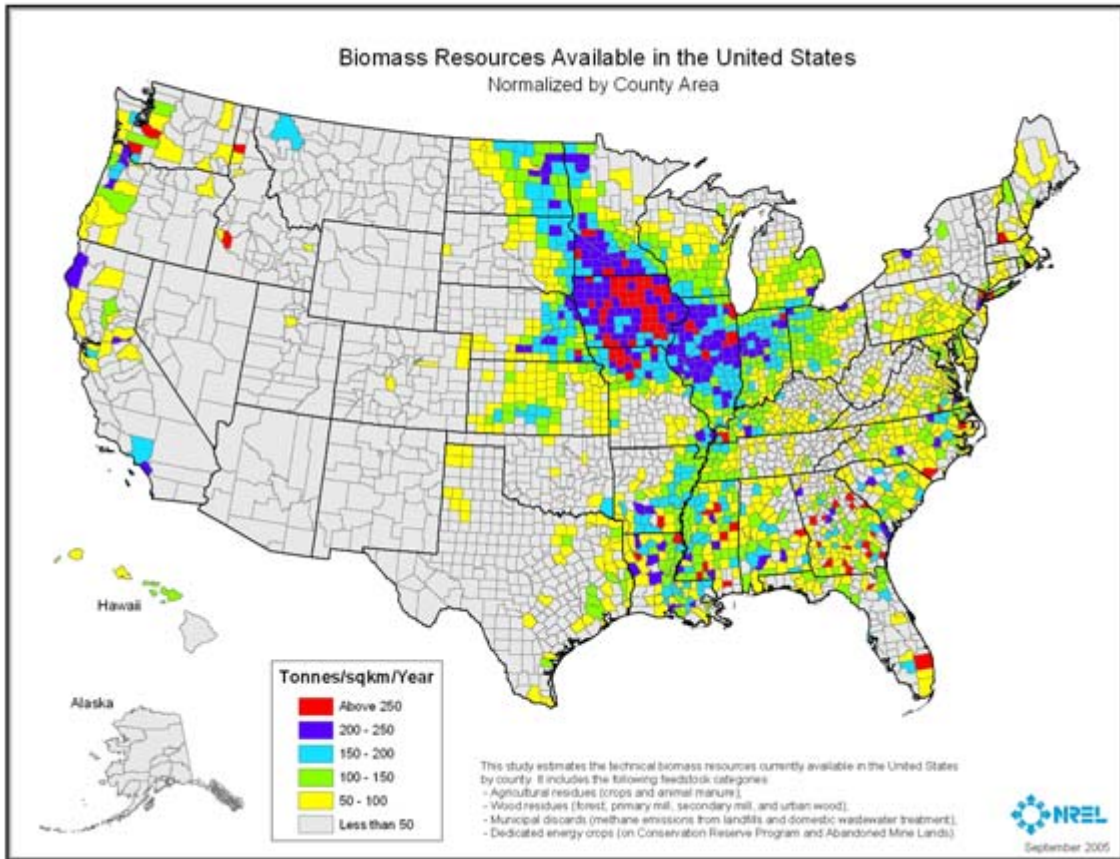 Biomass Resources Available in the United States
Normalized by County Area
Hawaii
Alaska
Tonnes/sqkm/Year
Above 250
200 - 250
150 - 200
100 - 150
50 - 100
Less than 50
This study estimates the technical biomass resources currently available in the United States
by county. It includes the following feedstock categories
- Agricultural residues (crops and animal manure);
- Wood residues (forest, primary mill, secondary mill, and urban wood);
- Municipal discards (methane emissions from landfills and domestic wastewater treatment);
- Dedicated energy crops (on Conservation Reserve Program and Abandoned Mine Lands).
NREL
September 2005